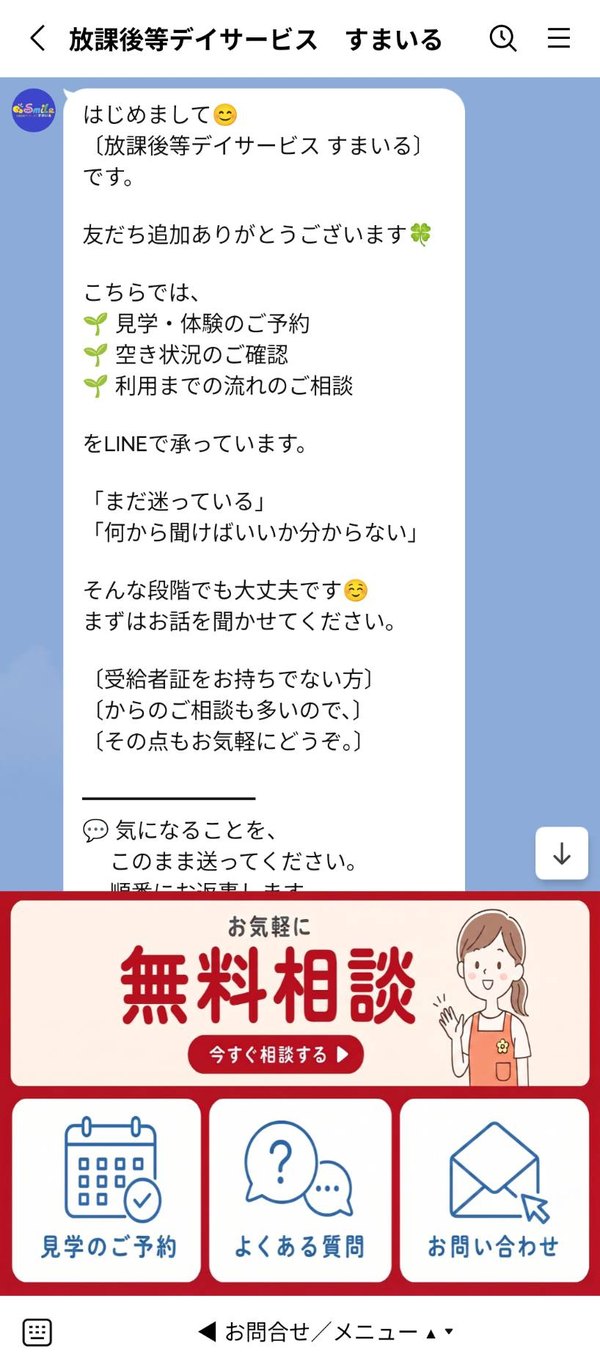 放課後等デイサービス すまいる
Smile
はじめまして😊
〔放課後等デイサービス すまいる〕
です。
友だち追加ありがとうございます🍀
こちらでは、
🌱 見学・体験のご予約
🌱 空き状況のご確認
🌱 利用までの流れのご相談
をLINEで承っています。
「まだ迷っている」
「何から聞けばいいか分からない」
そんな段階でも大丈夫です☺️
まずはお話を聞かせてください。
〔受給者証をお持ちでない方〕
〔からのご相談も多いので、〕
〔その点もお気軽にどうぞ。〕
💬 気になることを、
このまま送ってください。
順番にお返事します
お気軽に
無料相談
今すぐ相談する ▶
見学のご予約
よくある質問
お問い合わせ
◀ お問合せ／メニュー ▲▼